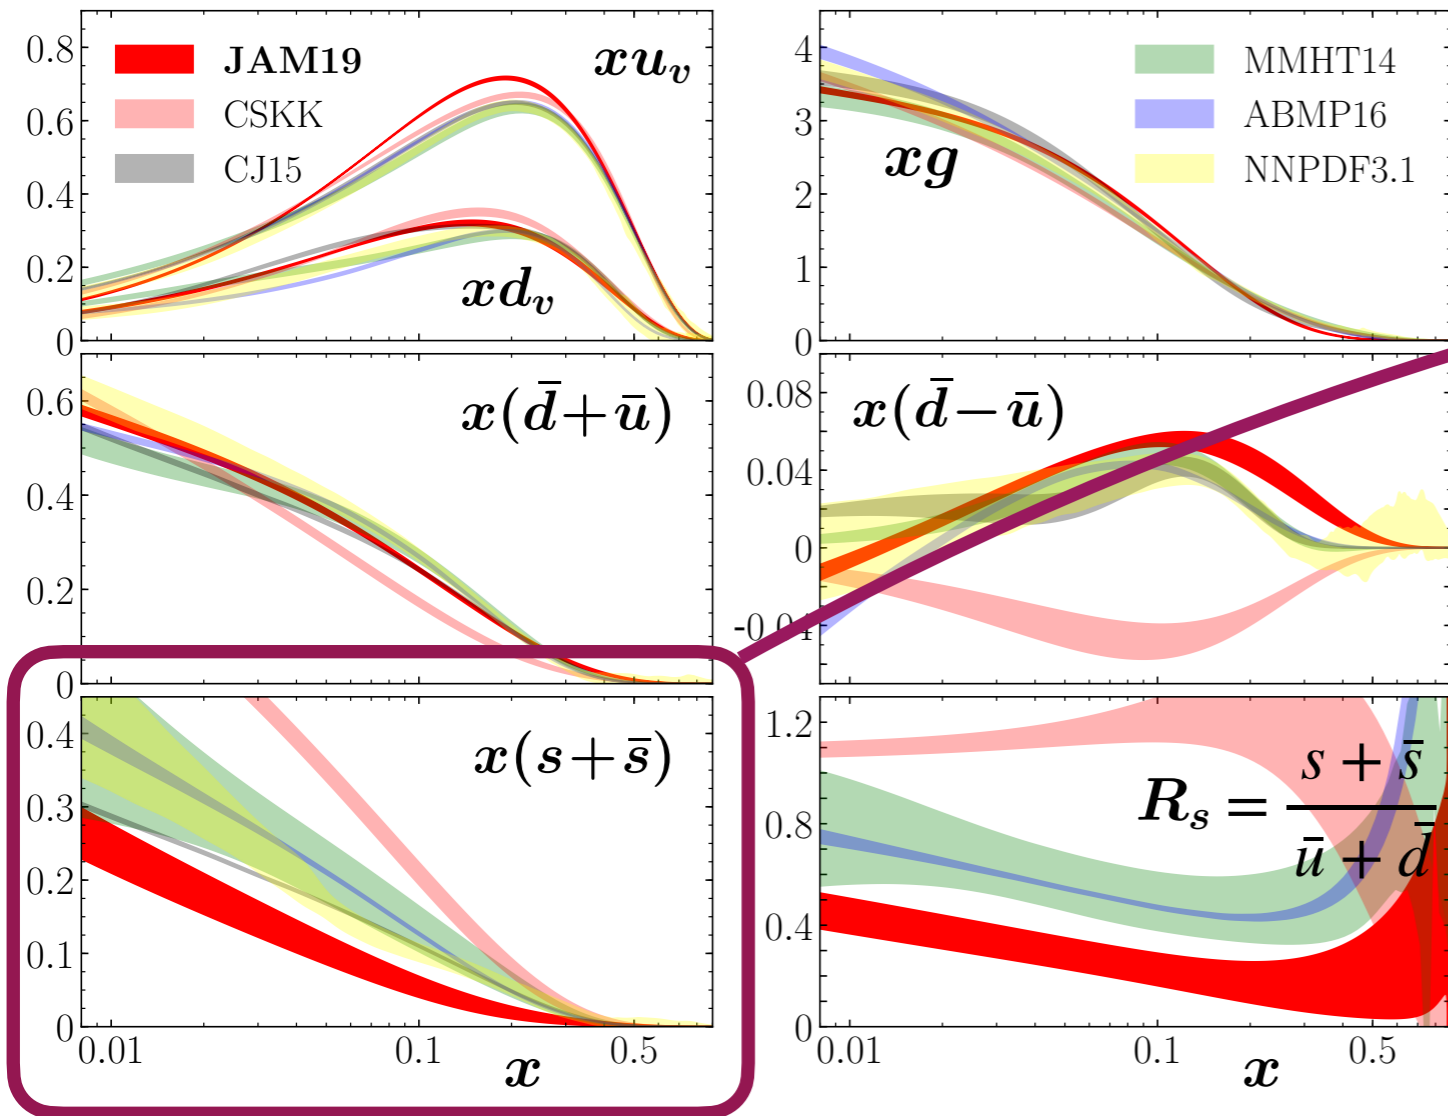 0.8
0.6
0.4
0.2
0
JAM19
CSKK
CJ15
xu_v
xd_v
4
3
2
1
0
xg
MMHT14
ABMP16
NNPDF3.1
0.6
0.4
0.2
0
x(d̄+ū)
0.08
0.04
0
-0.04
x(d̄−ū)
0.4
0.3
0.2
0.1
0
x(s+s̄)
0.01 0.1 0.5
x
1.2
0.8
0.4
0
R_s = (s + s̄)/(ū + d̄)
0.01 0.1 0.5
x